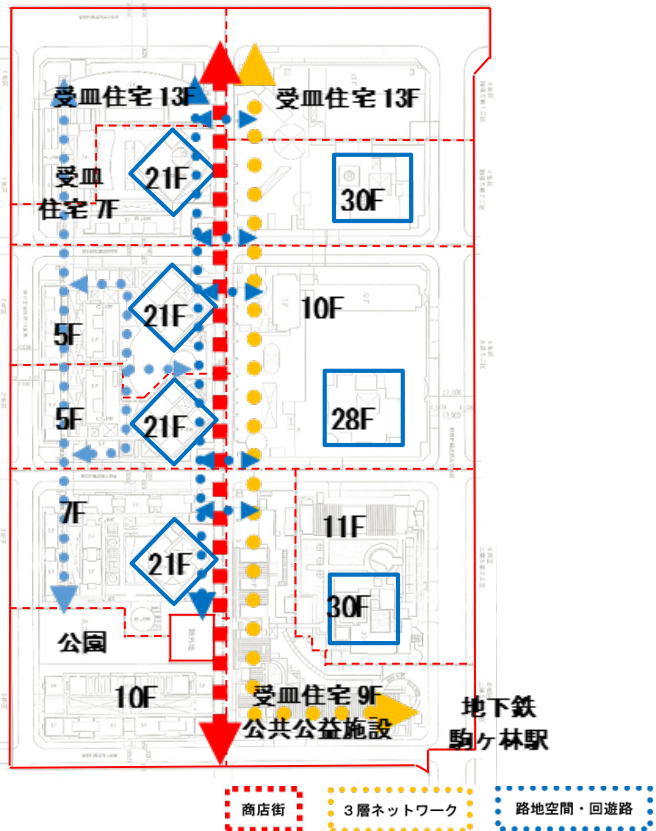 受皿住宅 13F
受皿住宅 13F
21F
受皿
住宅 7F
30F
10F
21F
5F
5F
21F
28F
7F
11F
21F
30F
公園
10F
受皿住宅 9F
公共公益施設
地下鉄
駒ヶ林駅
商店街
3層ネットワーク
路地空間・回遊路